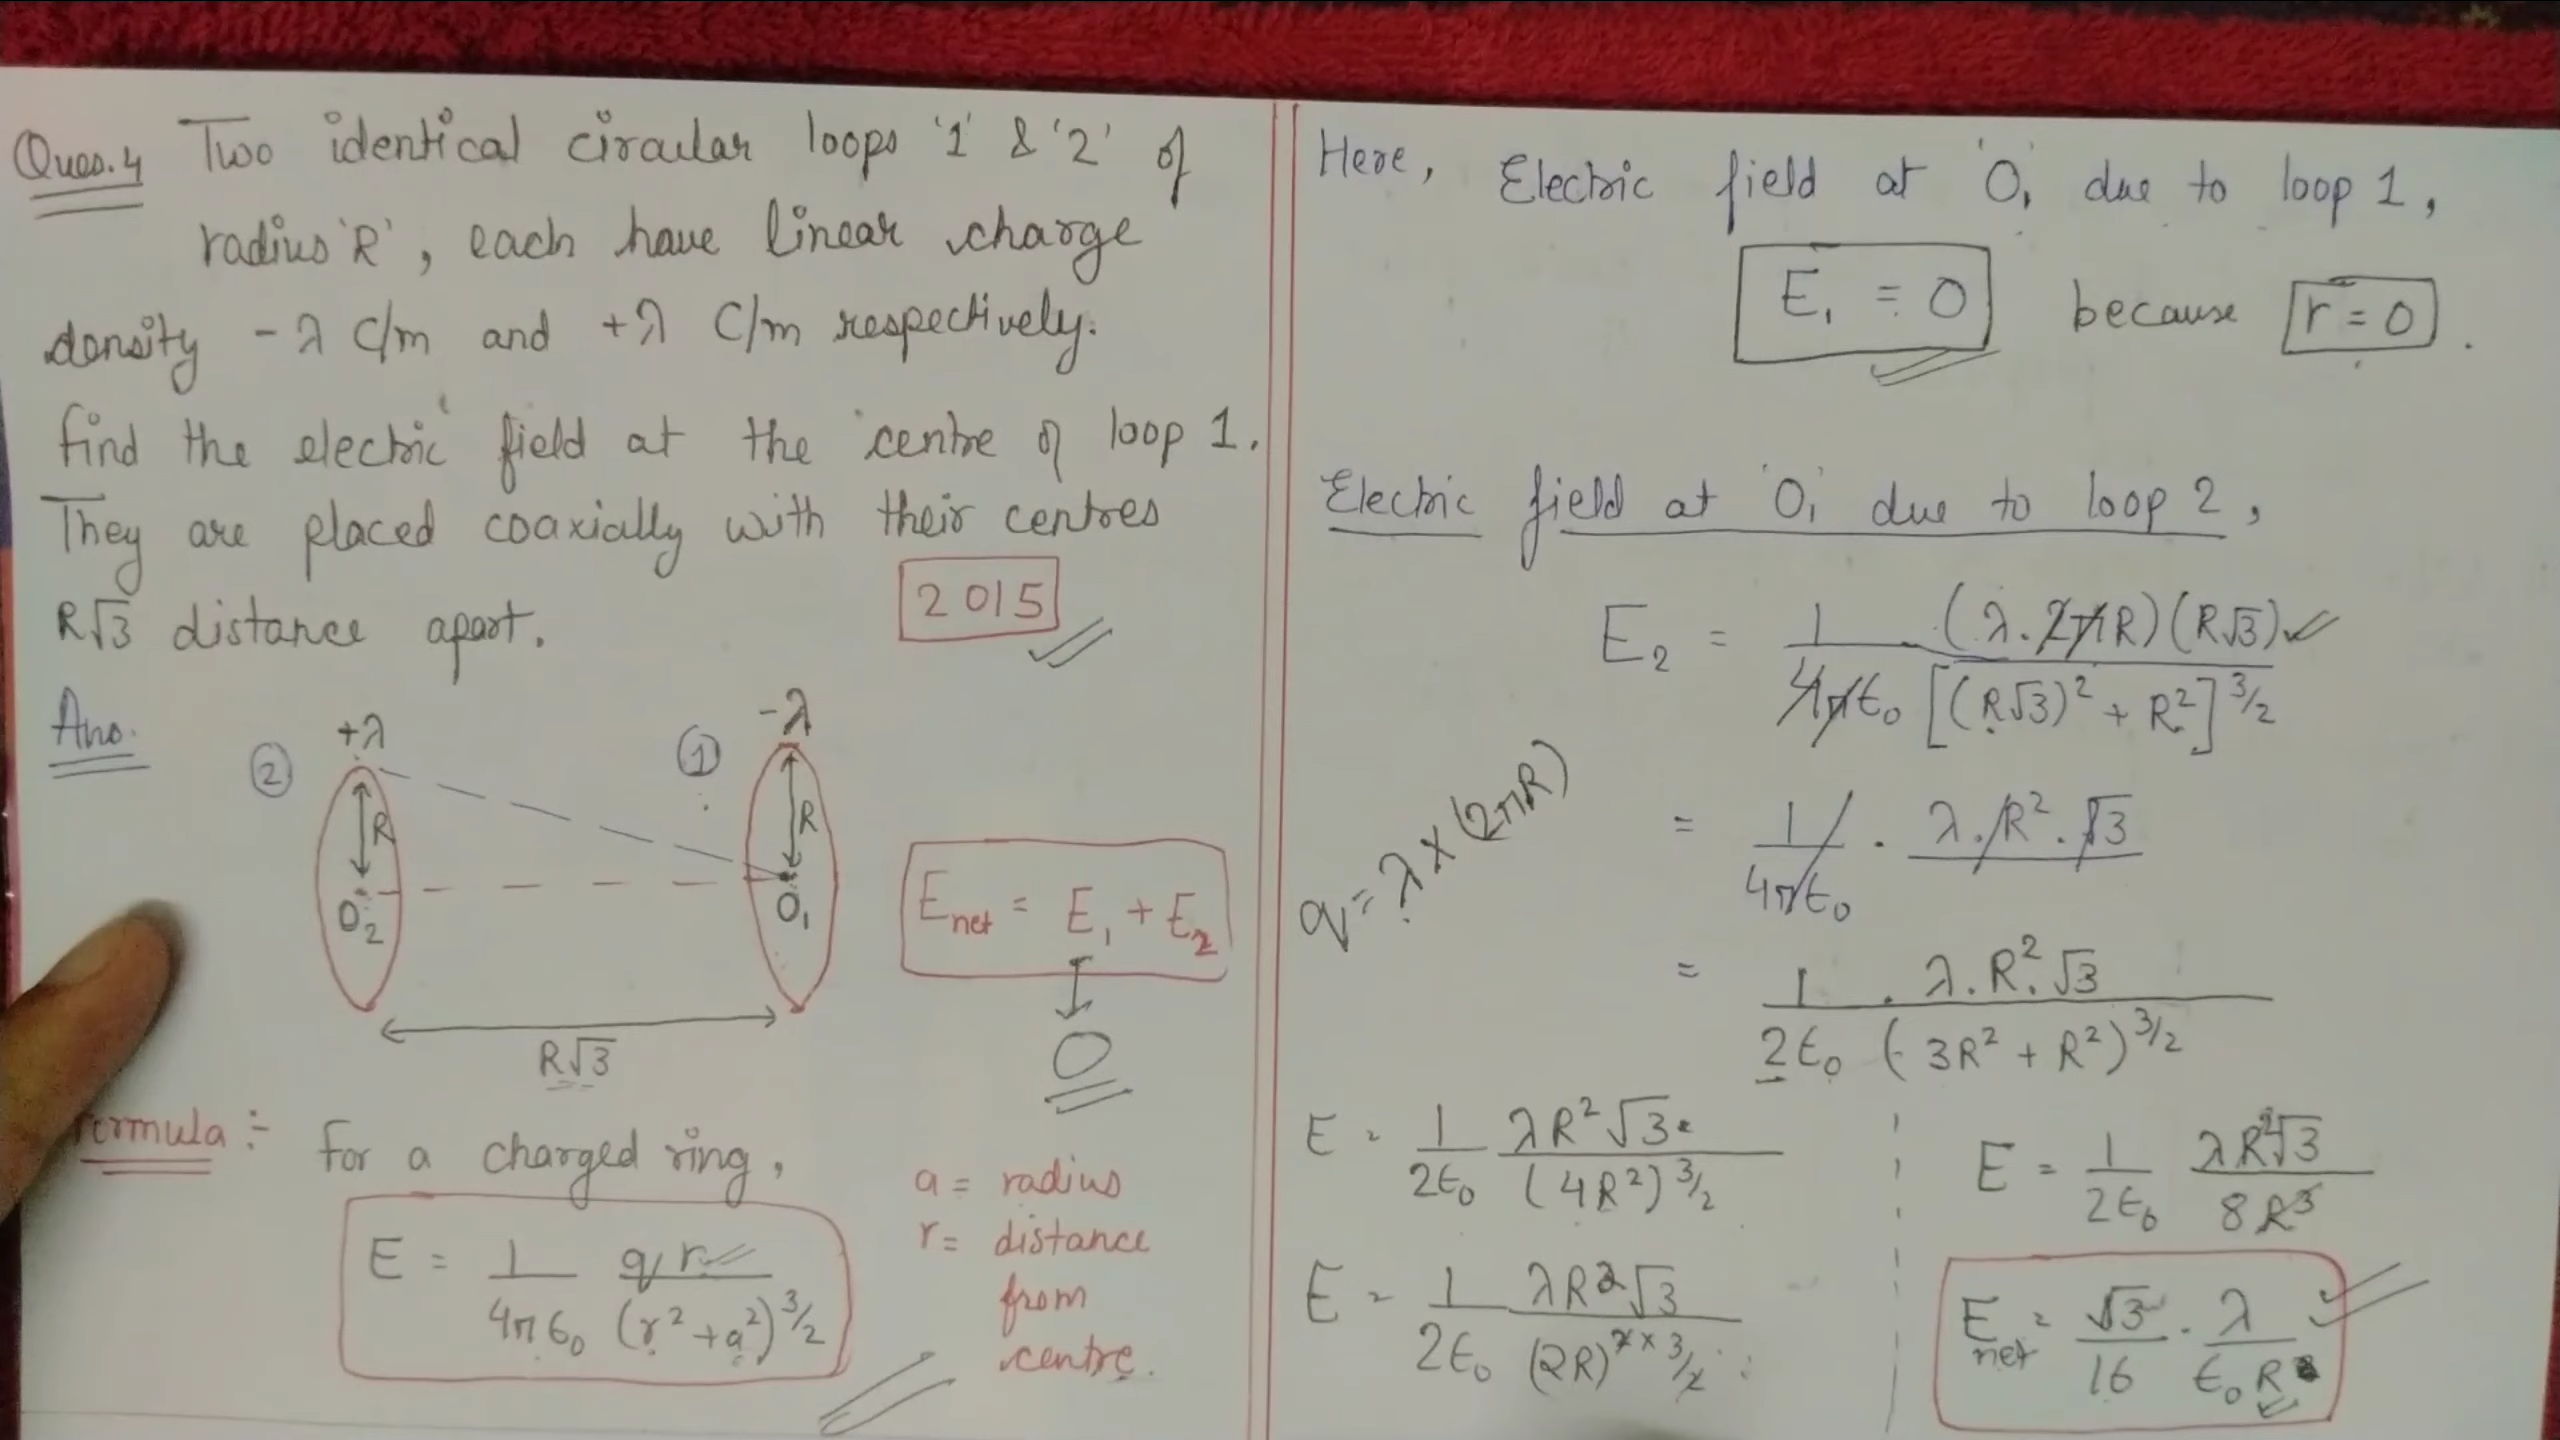 Ques.4 Two identical circular loops '1' & '2' of
radius 'R', each have linear charge
density - λ C/m and +λ C/m respectively.
find the electric field at the centre of loop 1.
They are placed coaxially with their centres
R√3 distance apart.
2015
Ans.
+λ
-λ
2
1
R
R
O₂
O₁
R√3
E_net = E₁ + E₂
0
ormula :- For a charged ring,
E = 1/4πϵ₀ qr/(r² + a²)^3/2
a = radius
r = distance
from
centre.
Here, Electric field at 'O₁' due to loop 1,
E₁ = 0 because r = 0.
Electric field at 'O₁' due to loop 2,
E₂ = 1/4πϵ₀ (λ.2πR)(R√3)/[(R√3)² + R²]^3/2
q = λ × (2πR)
= 1/4πϵ₀ . λ.R².√3
= 1/2ϵ₀ . λ.R².√3/(3R² + R²)^3/2
E = 1/2ϵ₀ λR²√3/(4R²)^3/2
E = 1/2ϵ₀ λR²√3/(2R)^2×3/2
E = 1/2ϵ₀ λR²√3/8R³
E_net = √3/16 . λ/ϵ₀R